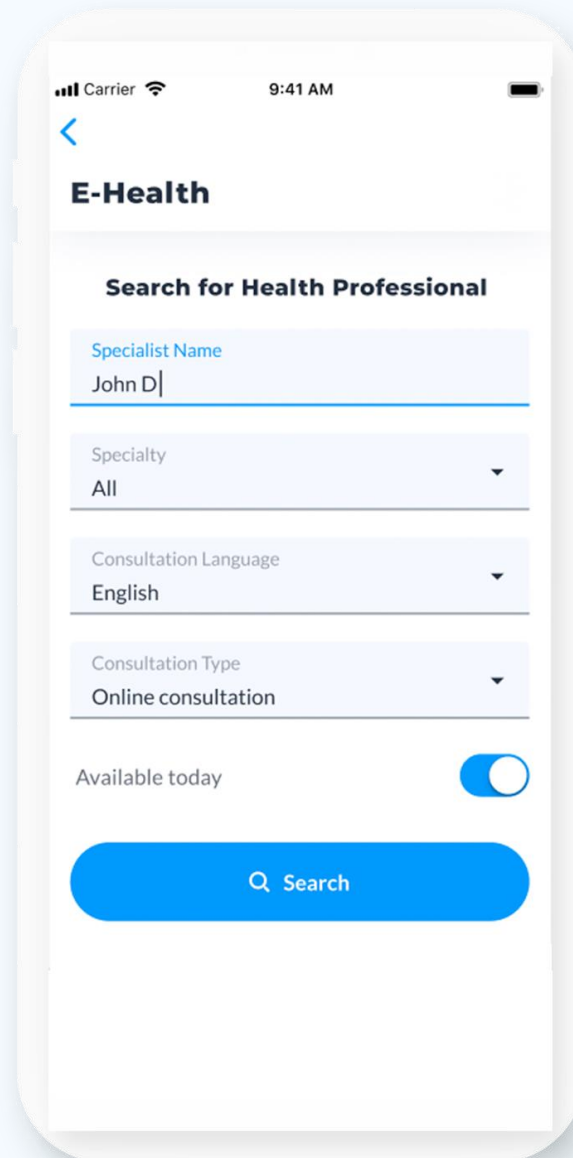 Carrier 9:41 AM
E-Health
Search for Health Professional
Specialist Name
John D
Specialty
All
Consultation Language
English
Consultation Type
Online consultation
Available today
Search